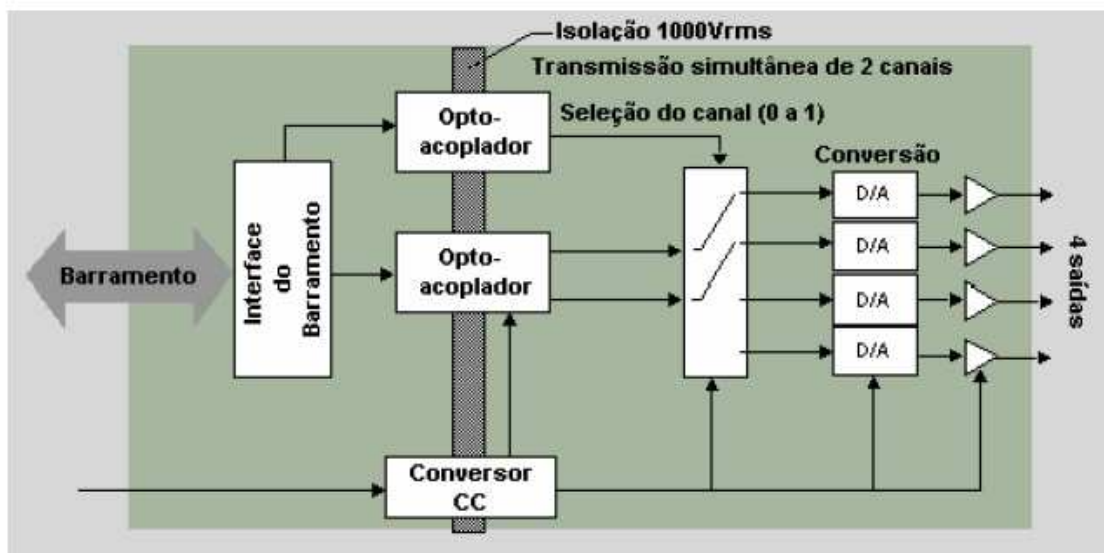 Isolação 1000Vrms
Transmissão simultânea de 2 canais
Opto-
acoplador
Seleção do canal (0 a 1)
Conversão
D/A
D/A
D/A
D/A
Barramento
Interface
do
Barramento
Opto-
acoplador
4 saídas
Conversor
CC